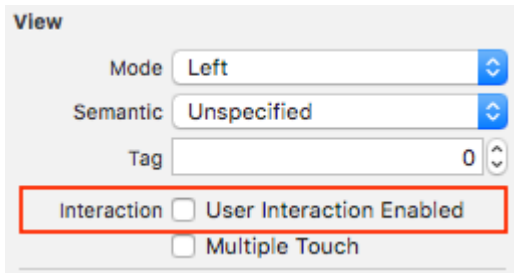 View
Mode Left
Semantic Unspecified
Tag 0
Interaction User Interaction Enabled
Multiple Touch